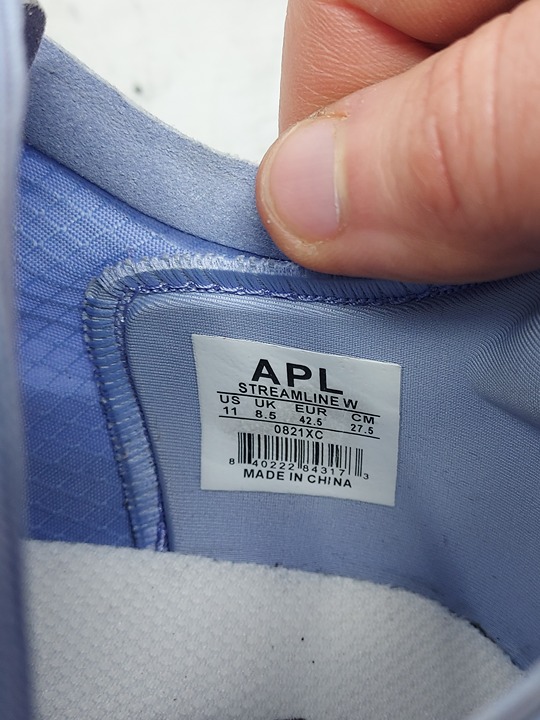 APL
STREAMLINE W
US UK EUR CM
11 8.5 42.5 27.5
0821XC
8 40222 84317 3
MADE IN CHINA